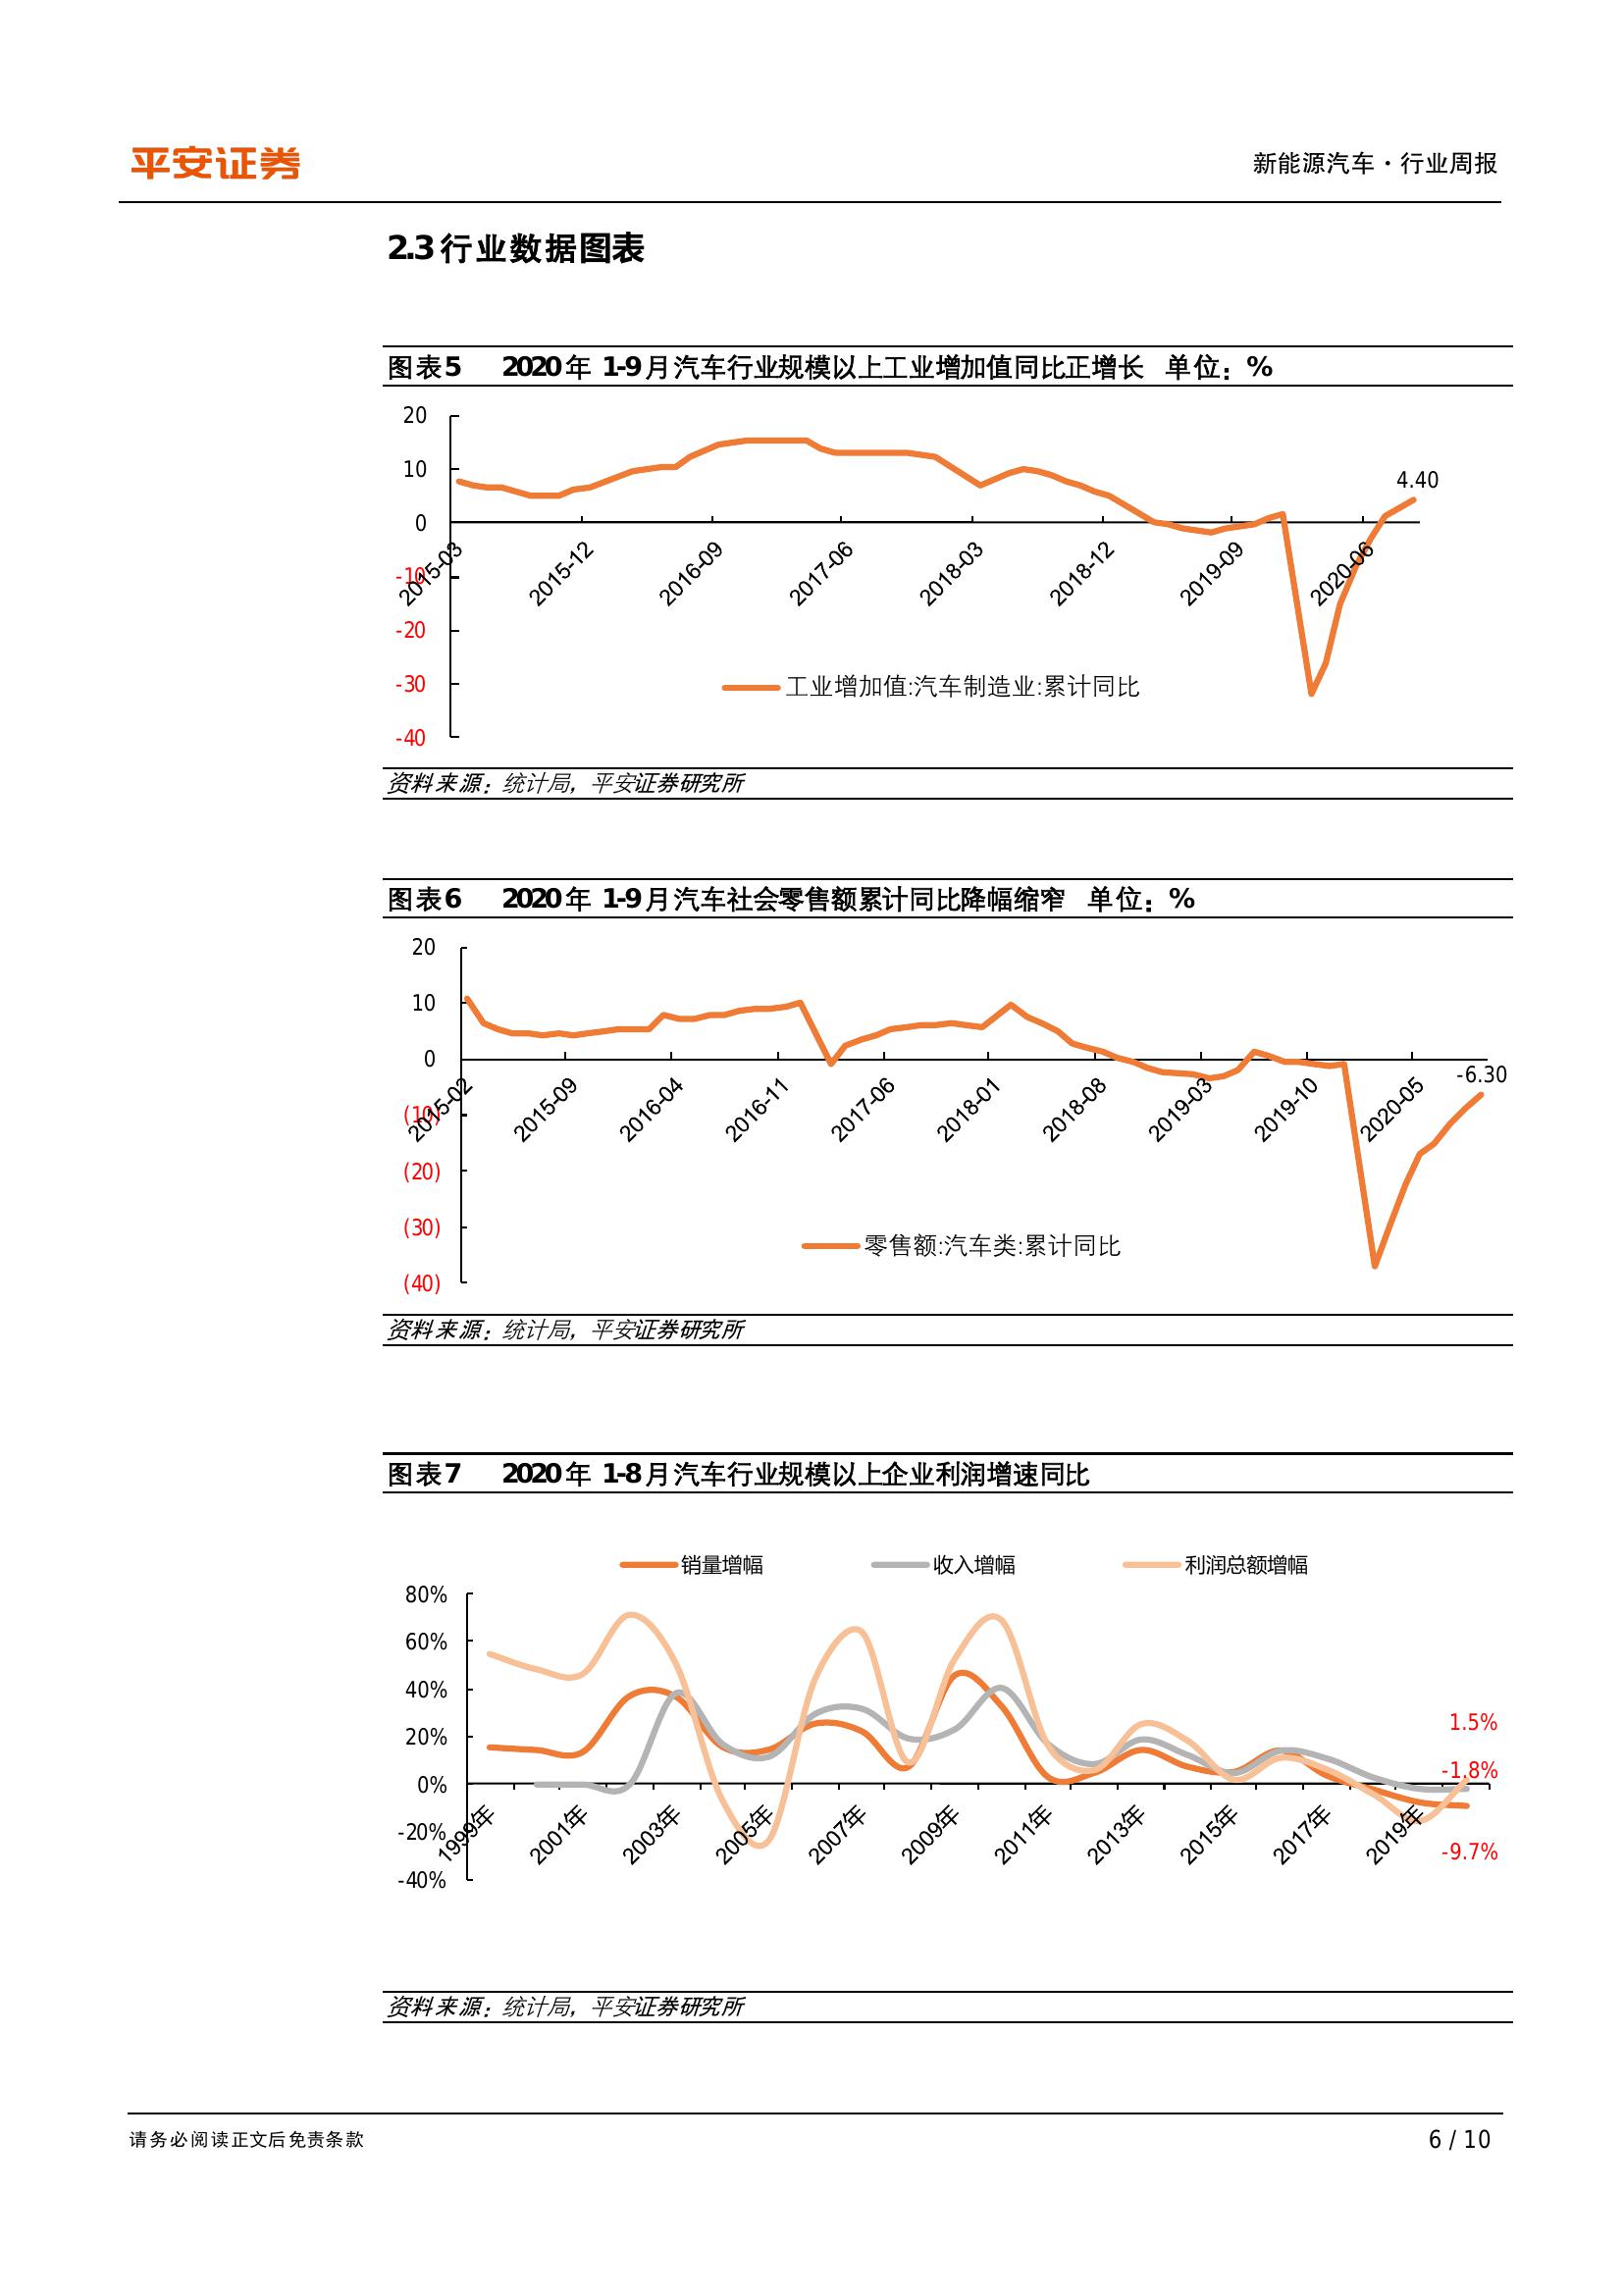 平安证券
新能源汽车·行业周报
2.3 行业数据图表
图表5 2020年 1-9月汽车行业规模以上工业增加值同比正增长 单位：%
20
10
0
-10
-20
-30
-40
4.40
2015-03 2015-12 2016-09 2017-06 2018-03 2018-12 2019-09 2020-06
工业增加值:汽车制造业:累计同比
资料来源：统计局，平安证券研究所
图表6 2020年 1-9月汽车社会零售额累计同比降幅缩窄 单位：%
20
10
0
(10)
(20)
(30)
(40)
-6.30
2015-02 2015-09 2016-04 2016-11 2017-06 2018-01 2018-08 2019-03 2019-10 2020-05
零售额:汽车类:累计同比
资料来源：统计局，平安证券研究所
图表7 2020年 1-8月汽车行业规模以上企业利润增速同比
销量增幅 收入增幅 利润总额增幅
80%
60%
40%
20%
0%
-20%
-40%
1.5%
-1.8%
-9.7%
1999年 2001年 2003年 2005年 2007年 2009年 2011年 2013年 2015年 2017年 2019年
资料来源：统计局，平安证券研究所
请务必阅读正文后免责条款
6 / 10